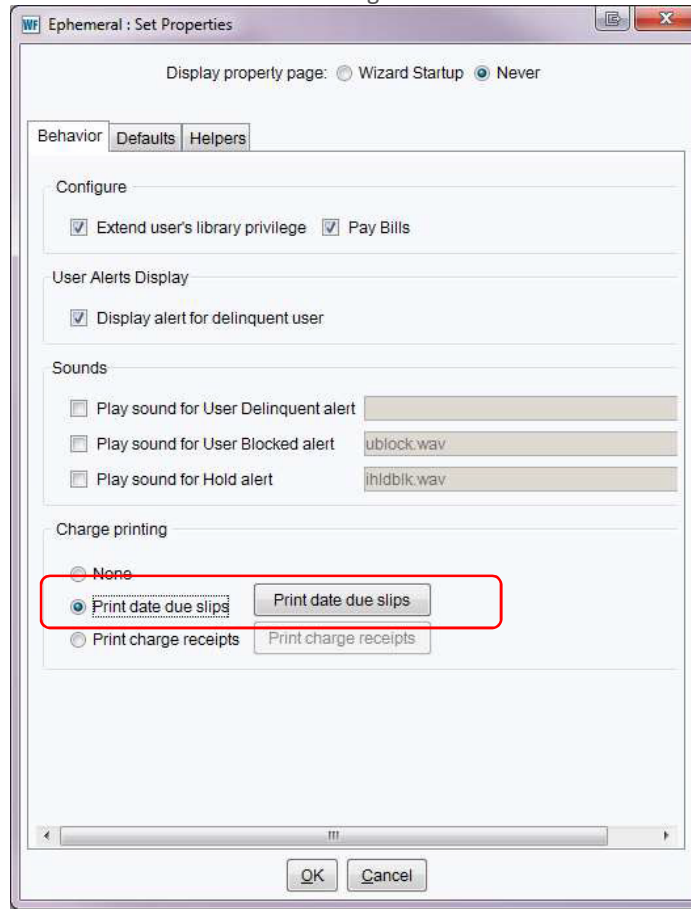 WF Ephemeral : Set Properties
Display property page: Wizard Startup Never
Behavior Defaults Helpers
Configure
Extend user's library privilege Pay Bills
User Alerts Display
Display alert for delinquent user
Sounds
Play sound for User Delinquent alert
Play sound for User Blocked alert ublock.wav
Play sound for Hold alert ihldblk.wav
Charge printing
None
Print date due slips Print date due slips
Print charge receipts Print charge receipts
OK Cancel